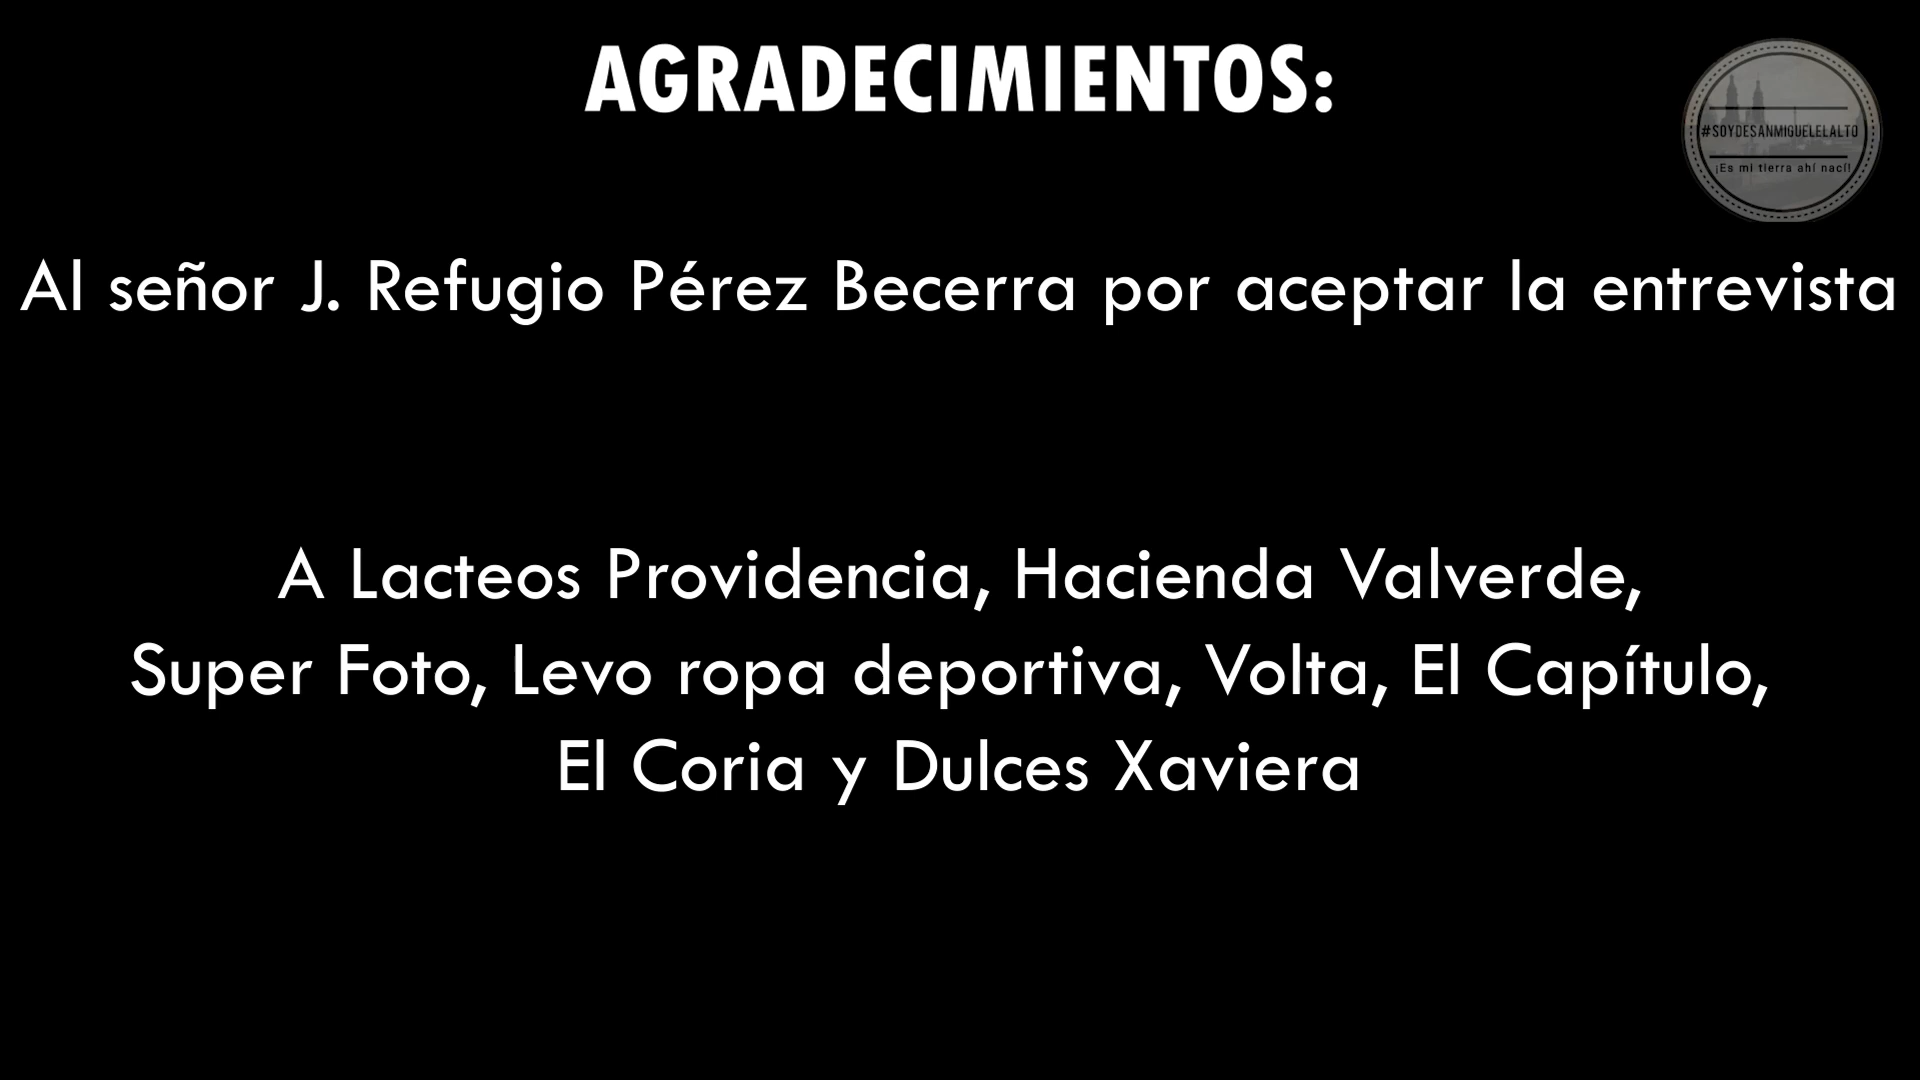 AGRADECIMIENTOS:
#SOYDESANMIGUELELALTO
¡Es mi tierra ahí nací!
Al señor J. Refugio Pérez Becerra por aceptar la entrevista
A Lacteos Providencia, Hacienda Valverde,
Super Foto, Levo ropa deportiva, Volta, El Capítulo,
El Coria y Dulces Xaviera